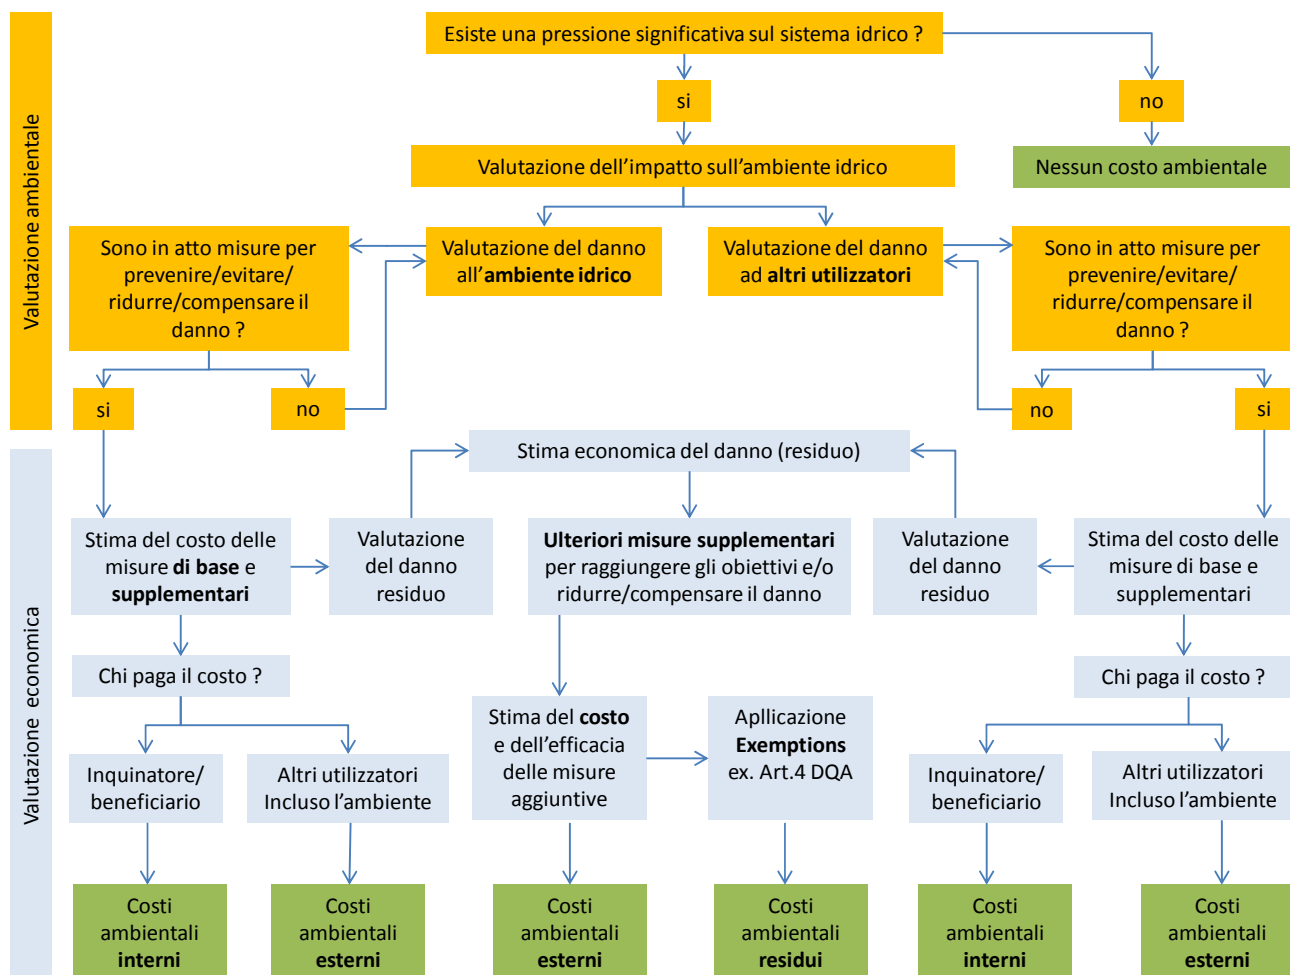 Valutazione ambientale
Esiste una pressione significativa sul sistema idrico ?
si
no
Valutazione dell'impatto sull'ambiente idrico
Nessun costo ambientale
Sono in atto misure per
prevenire/evitare/
ridurre/compensare il
danno ?
Valutazione del danno
all'ambiente idrico
Valutazione del danno
ad altri utilizzatori
Sono in atto misure per
prevenire/evitare/
ridurre/compensare il
danno ?
si
no
no
si
Valutazione economica
Stima economica del danno (residuo)
Stima del costo delle
misure di base e
supplementari
Valutazione
del danno
residuo
Ulteriori misure supplementari
per raggiungere gli obiettivi e/o
ridurre/compensare il danno
Valutazione
del danno
residuo
Stima del costo delle
misure di base e
supplementari
Chi paga il costo ?
Chi paga il costo ?
Stima del costo
e dell'efficacia
delle misure
aggiuntive
Apllicazione
Exemptions
ex. Art.4 DQA
Inquinatore/
beneficiario
Altri utilizzatori
Incluso l'ambiente
Inquinatore/
beneficiario
Altri utilizzatori
Incluso l'ambiente
Costi
ambientali
interni
Costi
ambientali
esterni
Costi
ambientali
esterni
Costi
ambientali
residui
Costi
ambientali
interni
Costi
ambientali
esterni